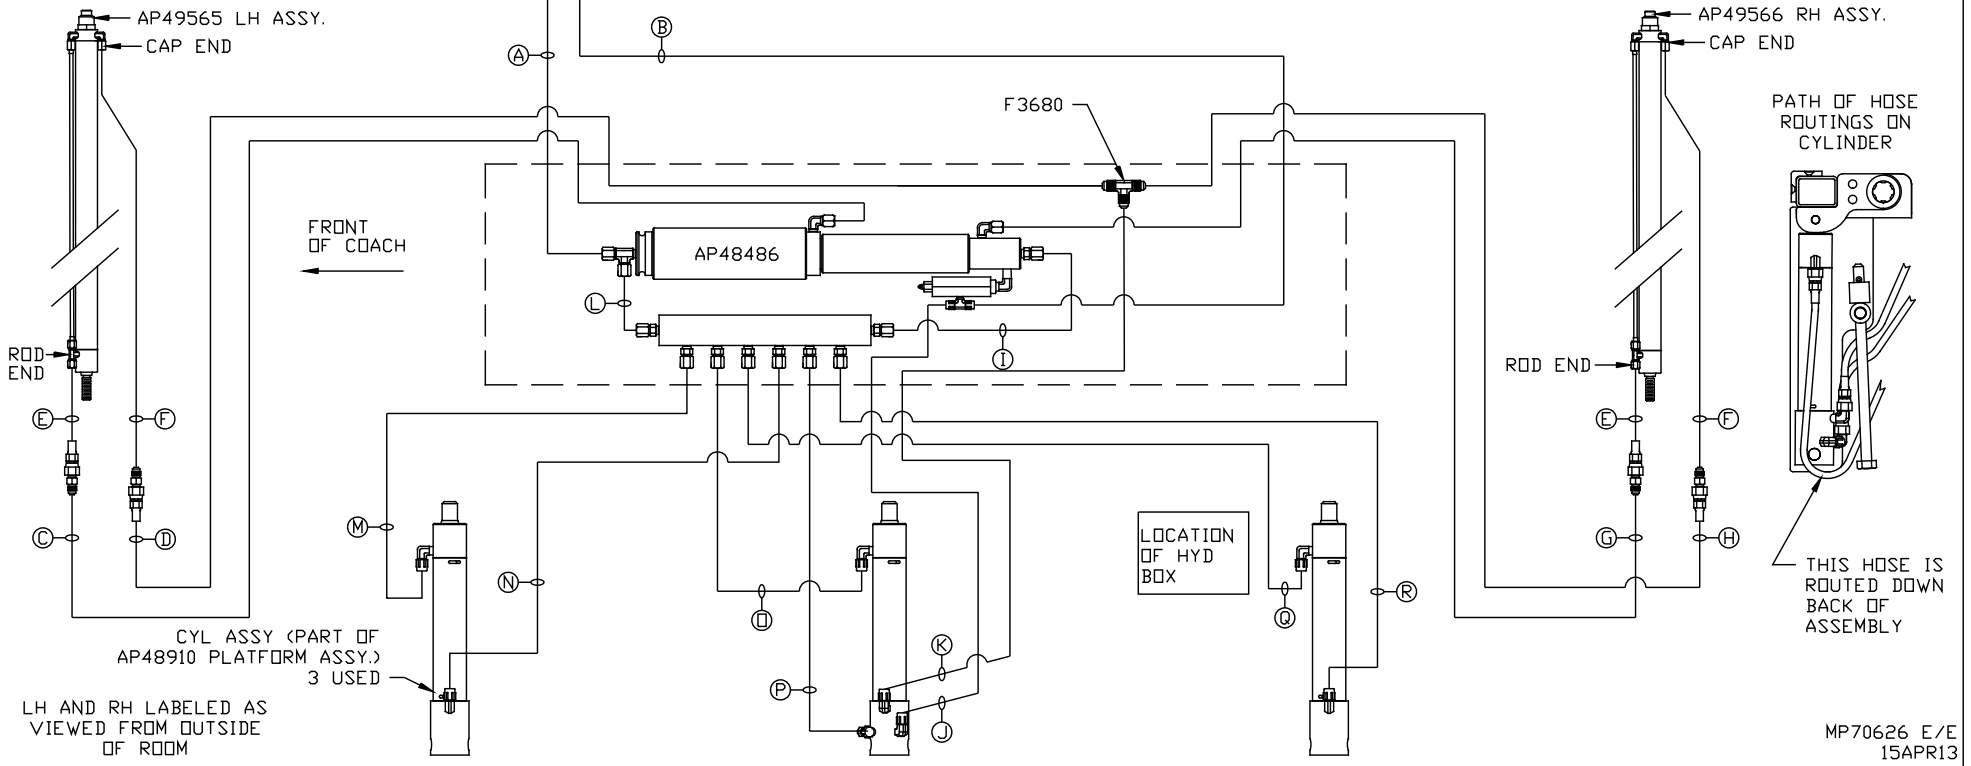 AP49565 LH ASSY.
CAP END
A
B
AP49566 RH ASSY.
CAP END
F3680
PATH OF HOSE
ROUTINGS ON
CYLINDER
FRONT
OF COACH
AP48486
L
I
ROD
END
ROD END
E
F
E
F
C
D
M
N
O
LOCATION
OF HYD
BOX
Q
R
G
H
THIS HOSE IS
ROUTED DOWN
BACK OF
ASSEMBLY
CYL ASSY (PART OF
AP48910 PLATFORM ASSY.)
3 USED
K
P
J
LH AND RH LABELED AS
VIEWED FROM OUTSIDE
OF ROOM
MP70626 E/E
15APR13